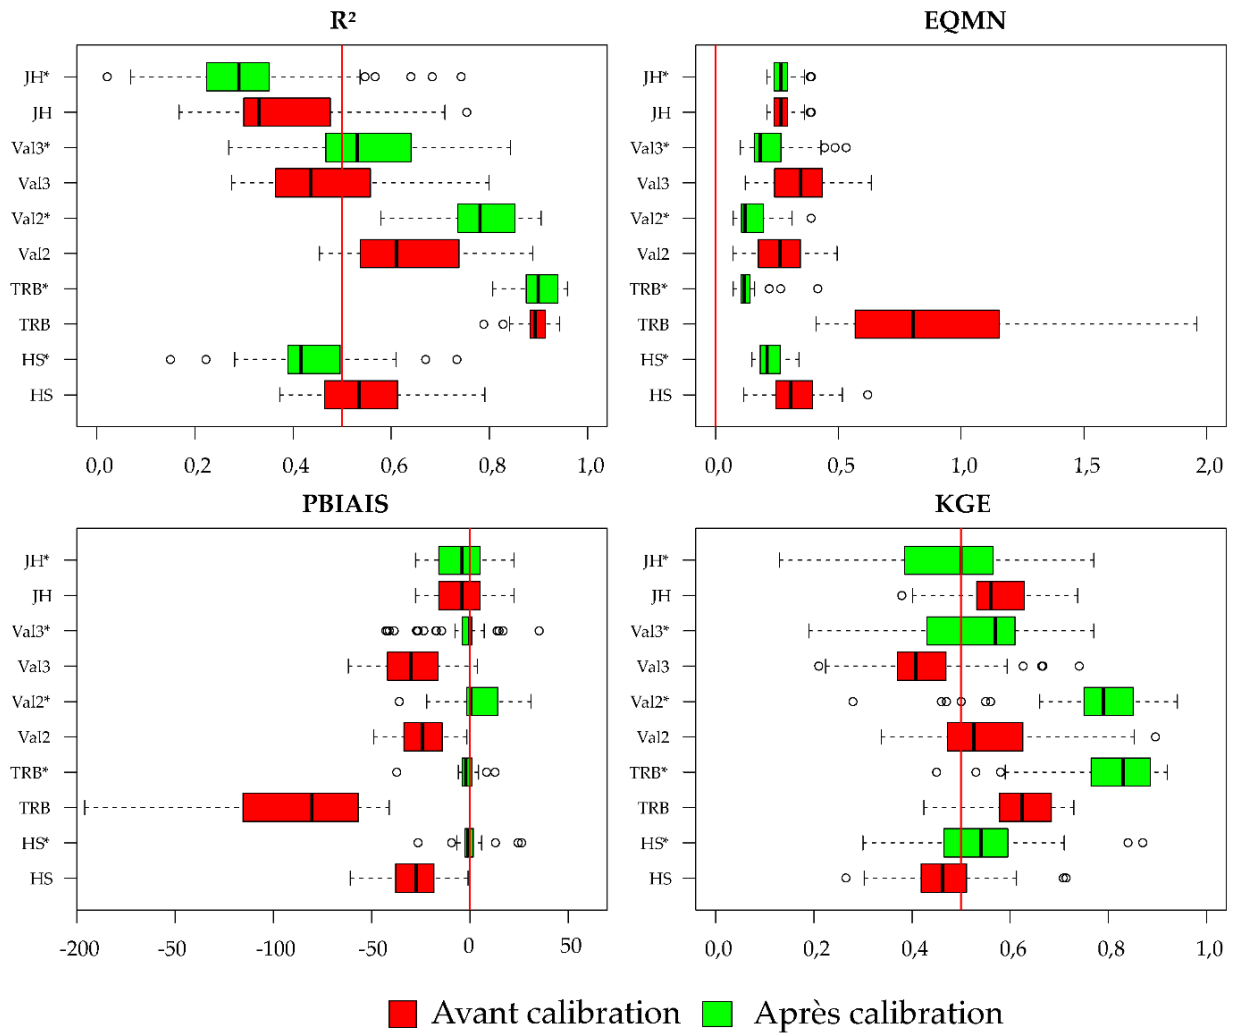 R²
JH*
JH
Val3*
Val3
Val2*
Val2
TRB*
TRB
HS*
HS
0,0 0,2 0,4 0,6 0,8 1,0
EQMN
JH*
JH
Val3*
Val3
Val2*
Val2
TRB*
TRB
HS*
HS
0,0 0,5 1,0 1,5 2,0
PBIAIS
JH*
JH
Val3*
Val3
Val2*
Val2
TRB*
TRB
HS*
HS
-200 -50 -100 -50 0 50
KGE
JH*
JH
Val3*
Val3
Val2*
Val2
TRB*
TRB
HS*
HS
0,0 0,2 0,4 0,6 0,8 1,0
Avant calibration Après calibration